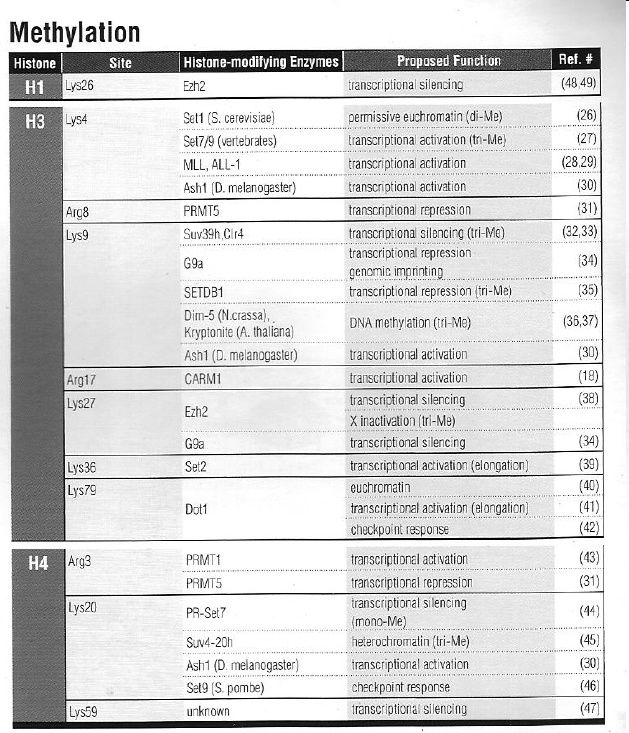 Methylation
Histone Site Histone-modifying Enzymes Proposed Function Ref. #
H1 Lys26 Ezh2 transcriptional silencing (48,49)
H3 Lys4 Set1 (S. cerevisiae) permissive euchromatin (di-Me) (26)
Set7/9 (vertebrates) transcriptional activation (tri-Me) (27)
MLL, ALL-1 transcriptional activation (28,29)
Ash1 (D. melanogaster) transcriptional activation (30)
Arg8 PRMT5 transcriptional repression (31)
Lys9 Suv39h,Clr4 transcriptional silencing (tri-Me) (32,33)
G9a transcriptional repression
genomic imprinting (34)
SETDB1 transcriptional repression (tri-Me) (35)
Dim-5 (N.crassa),
Kryptonite (A. thaliana) DNA methylation (tri-Me) (36,37)
Ash1 (D. melanogaster) transcriptional activation (30)
Arg17 CARM1 transcriptional activation (18)
Lys27 Ezh2 transcriptional silencing (38)
X inactivation (tri-Me)
G9a transcriptional silencing (34)
Lys36 Set2 transcriptional activation (elongation) (39)
Lys79 Dot1 euchromatin (40)
transcriptional activation (elongation) (41)
checkpoint response (42)
H4 Arg3 PRMT1 transcriptional activation (43)
PRMT5 transcriptional repression (31)
Lys20 PR-Set7 transcriptional silencing
(mono-Me) (44)
Suv4-20h heterochromatin (tri-Me) (45)
Ash1 (D. melanogaster) transcriptional activation (30)
Set9 (S. pombe) checkpoint response (46)
Lys59 unknown transcriptional silencing (47)